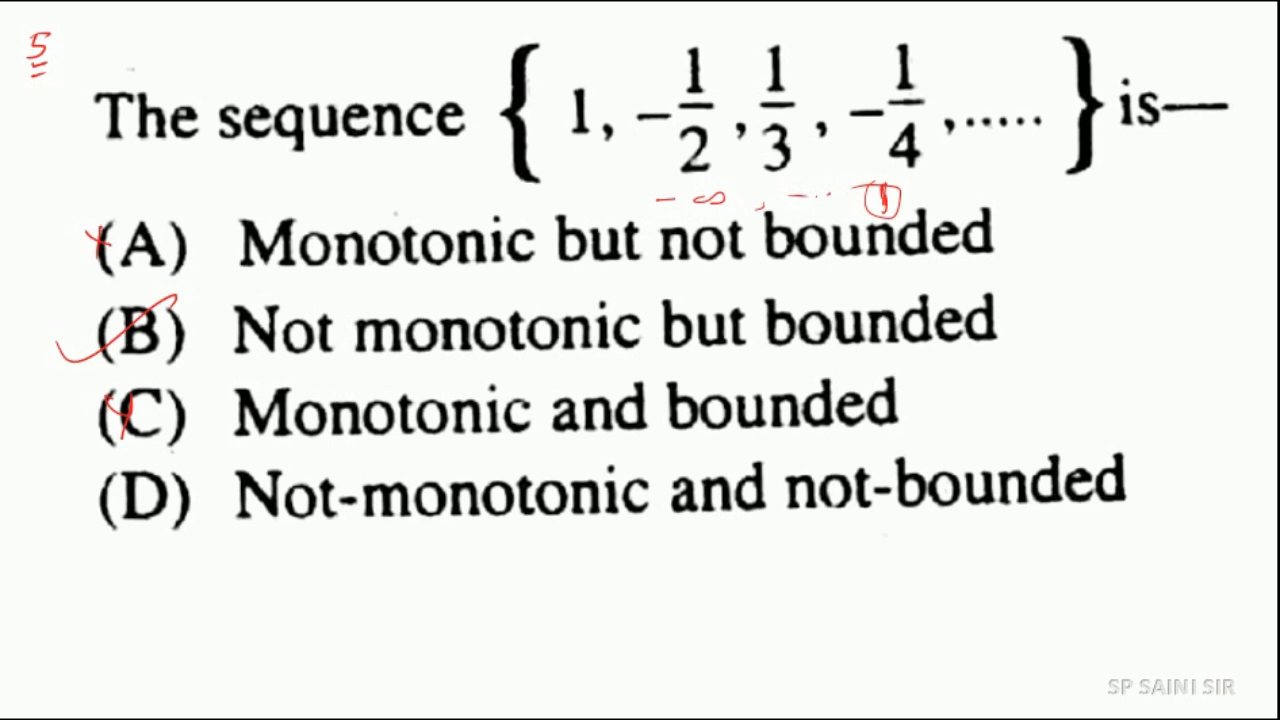 5
The sequence { 1, -1/2, 1/3, -1/4, ..... } is—
- ∞ , - .. 1
(A) Monotonic but not bounded
(B) Not monotonic but bounded
(C) Monotonic and bounded
(D) Not-monotonic and not-bounded
SP SAINI SIR